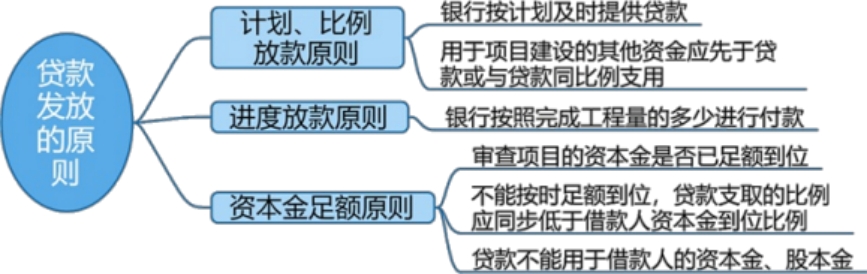 贷款
发放
的原
则
计划、比例
放款原则
银行按计划及时提供贷款
用于项目建设的其他资金应先于贷
款或与贷款同比例支用
进度放款原则
银行按照完成工程量的多少进行付款
资本金足额原则
审查项目的资本金是否已足额到位
不能按时足额到位，贷款支取的比例
应同步低于借款人资本金到位比例
贷款不能用于借款人的资本金、股本金